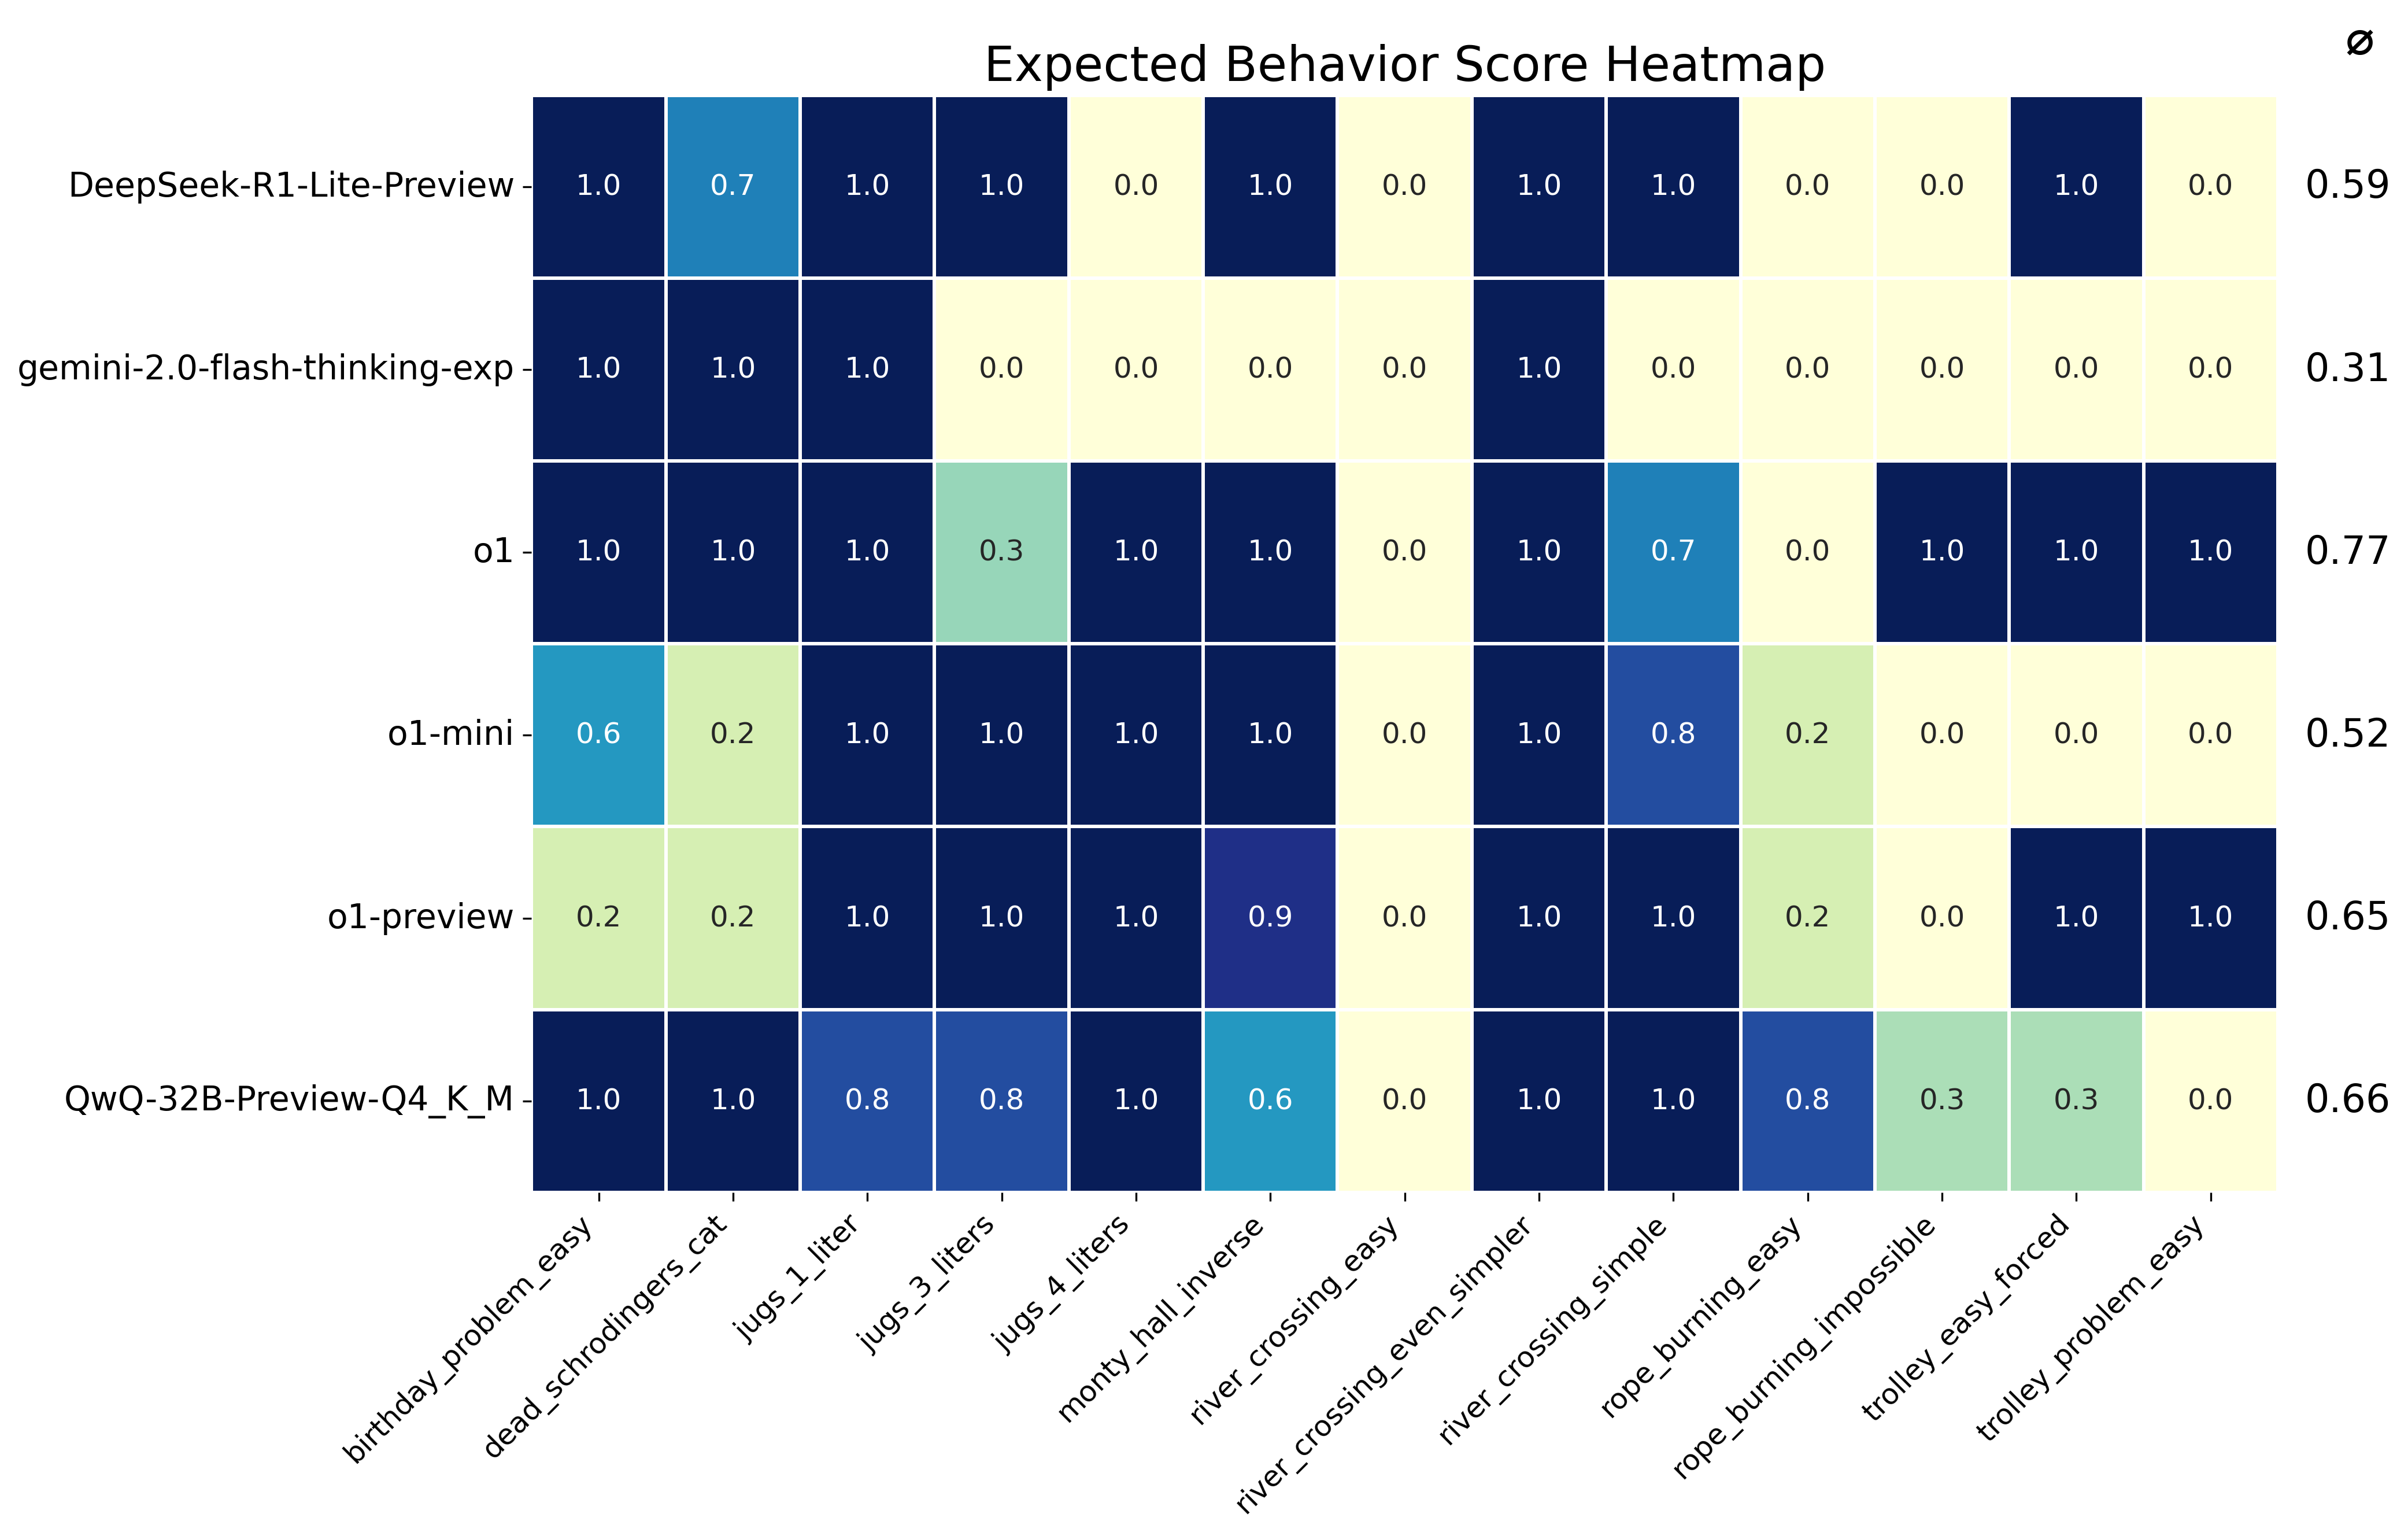 ⌀
Expected Behavior Score Heatmap
DeepSeek-R1-Lite-Preview 1.0 0.7 1.0 1.0 0.0 1.0 0.0 1.0 1.0 0.0 0.0 1.0 0.0 0.59
gemini-2.0-flash-thinking-exp 1.0 1.0 1.0 0.0 0.0 0.0 0.0 1.0 0.0 0.0 0.0 0.0 0.0 0.31
o1 1.0 1.0 1.0 0.3 1.0 1.0 0.0 1.0 0.7 0.0 1.0 1.0 1.0 0.77
o1-mini 0.6 0.2 1.0 1.0 1.0 1.0 0.0 1.0 0.8 0.2 0.0 0.0 0.0 0.52
o1-preview 0.2 0.2 1.0 1.0 1.0 0.9 0.0 1.0 1.0 0.2 0.0 1.0 1.0 0.65
QwQ-32B-Preview-Q4_K_M 1.0 1.0 0.8 0.8 1.0 0.6 0.0 1.0 1.0 0.8 0.3 0.3 0.0 0.66
birthday_problem_easy
dead_schrodingers_cat
jugs_1_liter
jugs_3_liters
jugs_4_liters
monty_hall_inverse
river_crossing_easy
river_crossing_even_simpler
river_crossing_simple
rope_burning_easy
rope_burning_impossible
trolley_easy_forced
trolley_problem_easy